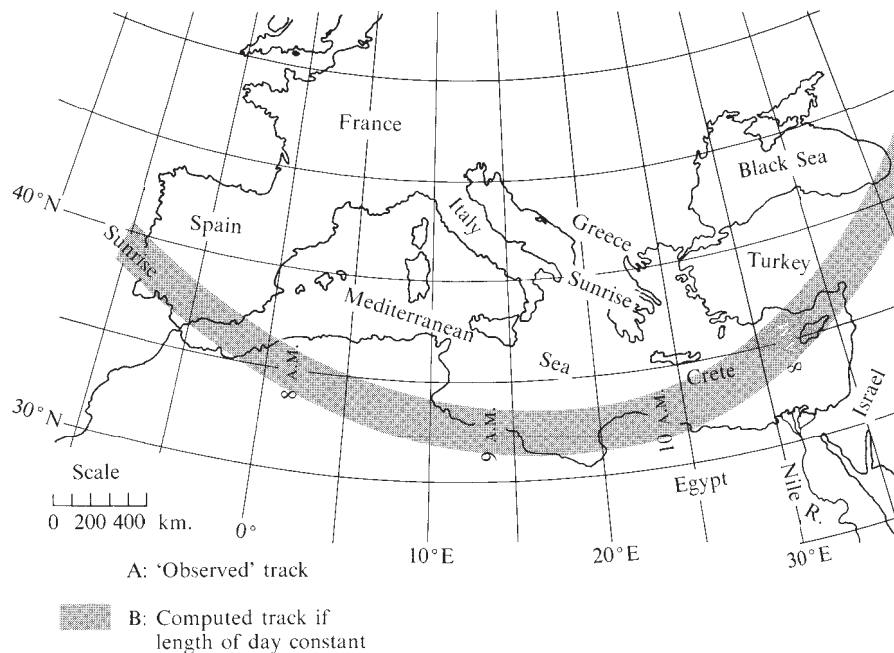 France
Black Sea
40°N
Spain
Italy
Greece
Sunrise
Turkey
Sunrise
Mediterranean
Sea
8 A.M.
Crete
8
30°N
9 A.M.
10 A M
Israel
Scale
Egypt
Nile R.
0 200 400 km.
0°
10°E
20°E
30°E
A: ‘Observed’ track
B: Computed track if
length of day constant